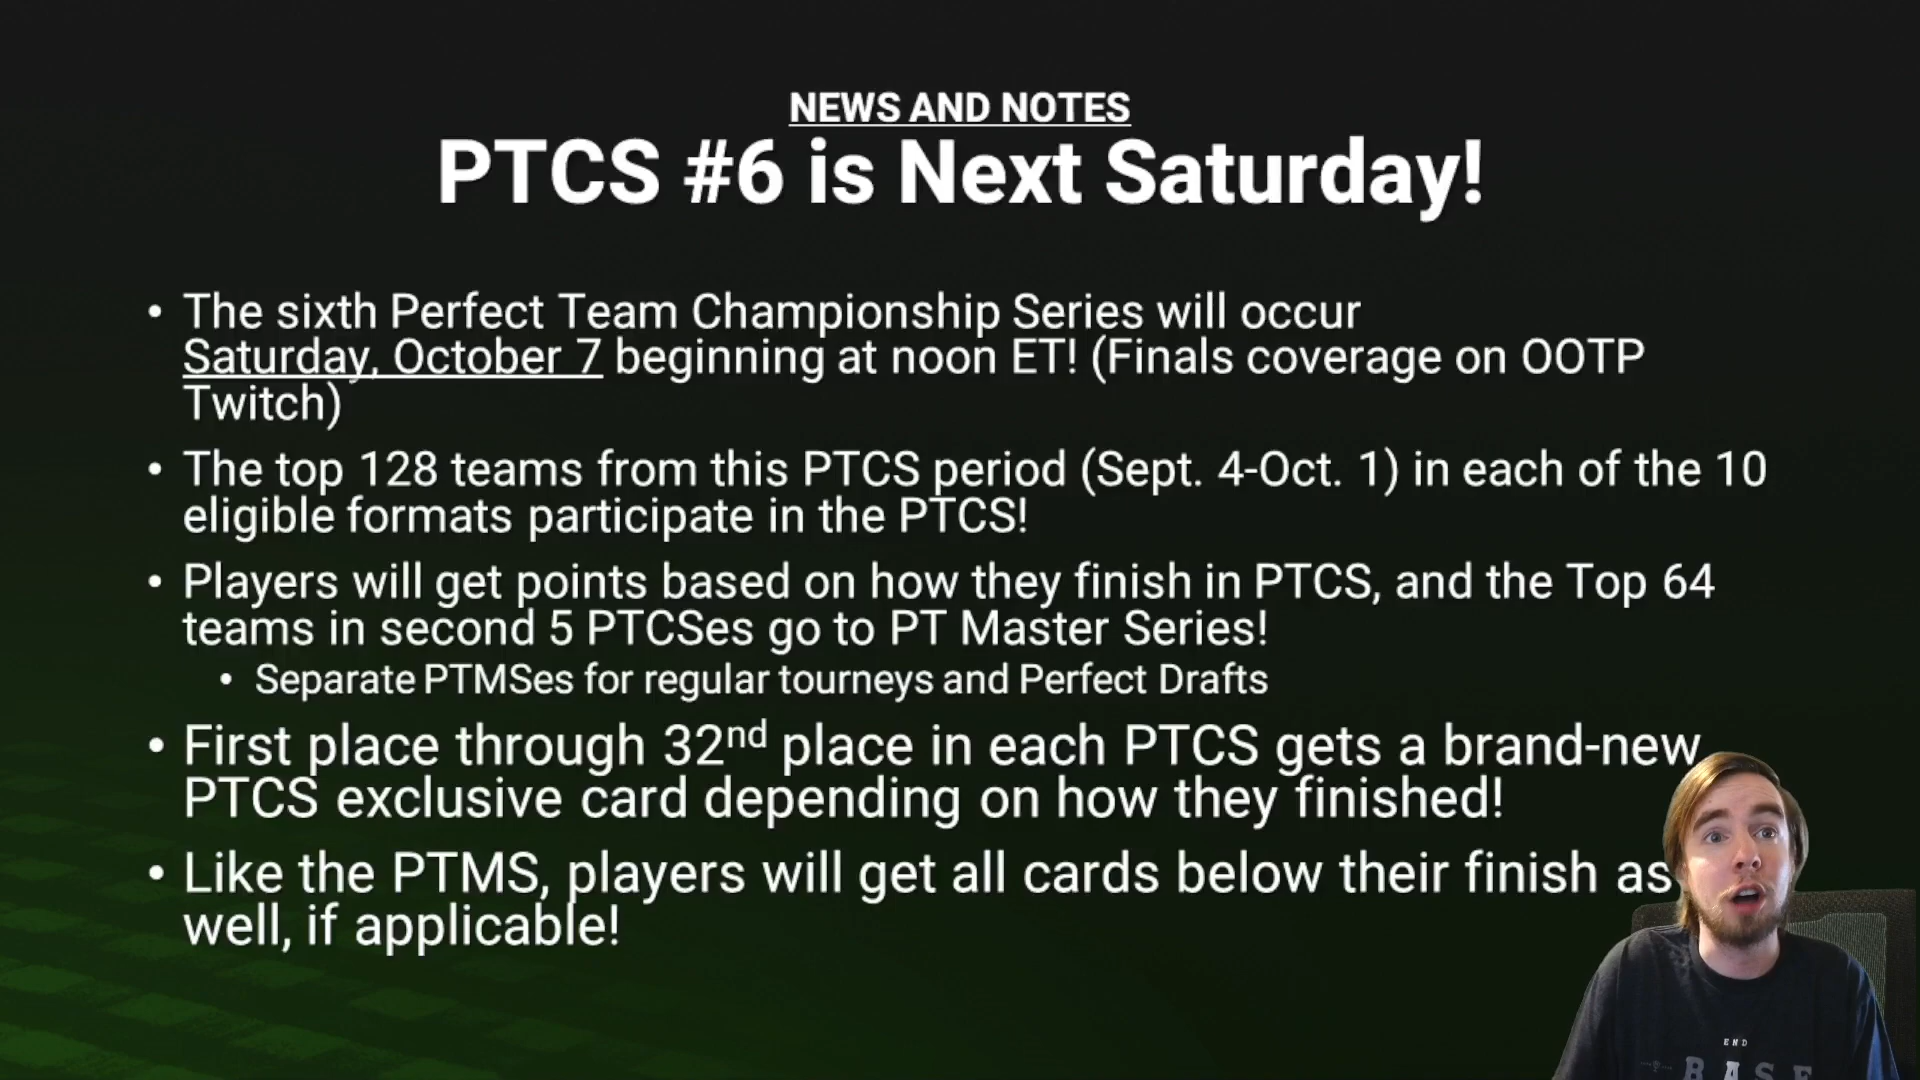 NEWS AND NOTES
PTCS #6 is Next Saturday!
• The sixth Perfect Team Championship Series will occur
Saturday, October 7 beginning at noon ET! (Finals coverage on OOTP
Twitch)
• The top 128 teams from this PTCS period (Sept. 4-Oct. 1) in each of the 10
eligible formats participate in the PTCS!
• Players will get points based on how they finish in PTCS, and the Top 64
teams in second 5 PTCSes go to PT Master Series!
• Separate PTMSes for regular tourneys and Perfect Drafts
• First place through 32nd place in each PTCS gets a brand-new
PTCS exclusive card depending on how they finished!
• Like the PTMS, players will get all cards below their finish as
well, if applicable!
END
BASE